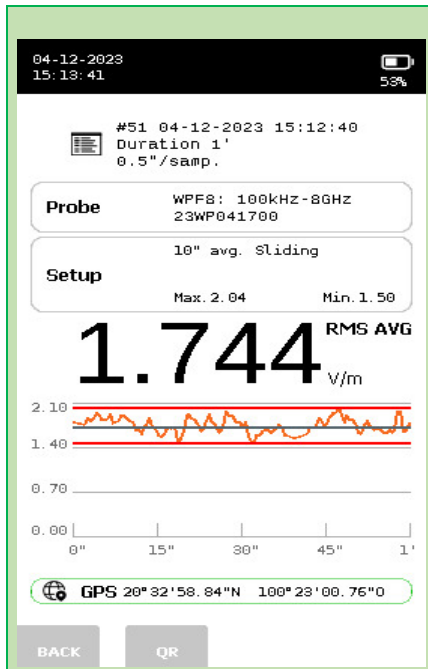 04-12-2023
15:13:41
53%
#51 04-12-2023 15:12:40
Duration 1'
0.5"/samp.
Probe
WPF8: 100kHz-8GHz
23WP041700
Setup
10" avg. Sliding
Max.2.04 Min.1.50
1.744 RMS AVG
V/m
2.10
1.40
0.70
0.00
0" 15" 30" 45" 1'
GPS 20°32'58.84"N 100°23'00.76"O
BACK QR